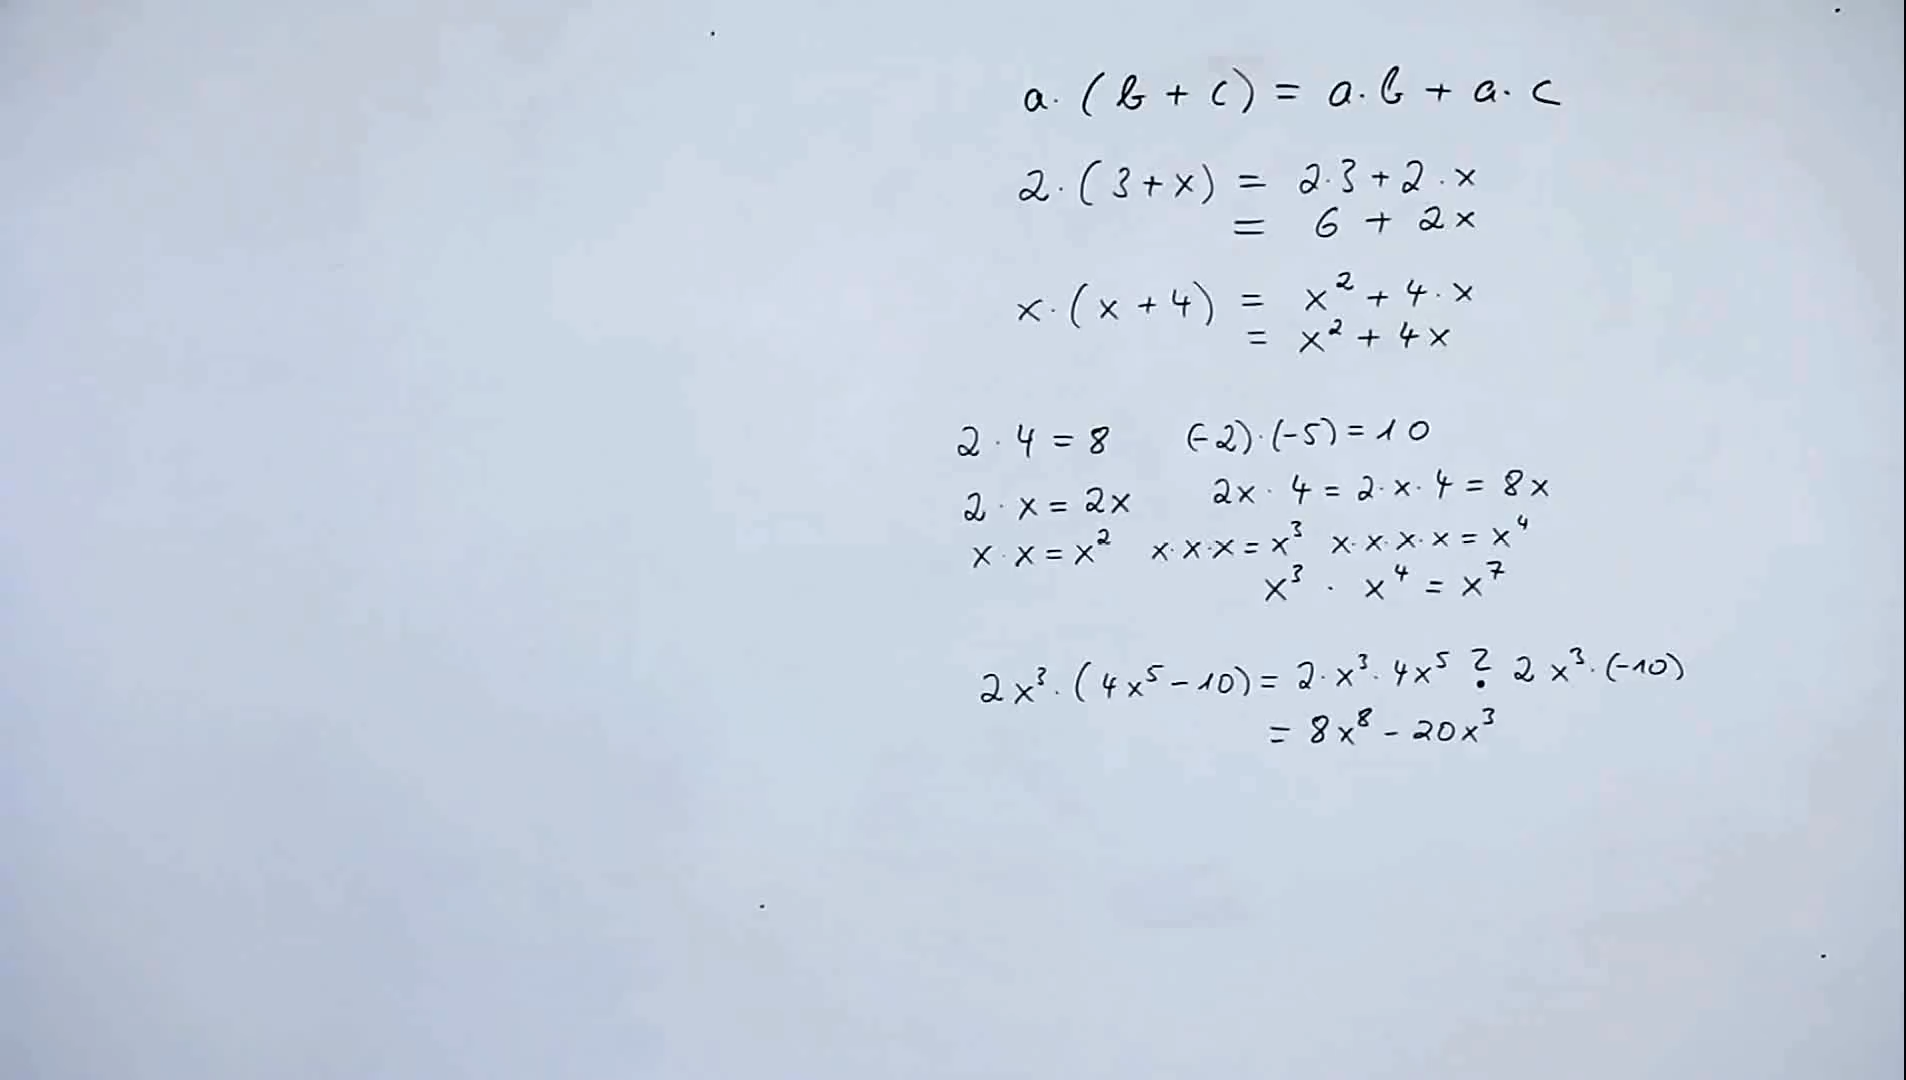 a·(b + c) = a·b + a·c
2·(3+x) = 2·3+2·x
= 6 + 2x
x·(x + 4) = x² + 4·x
= x² + 4x
2·4 = 8 (-2)·(-5) = 10
2·x = 2x 2x·4 = 2·x·4 = 8x
x·x = x² x·x·x = x³ x·x·x·x = x⁴
x³ · x⁴ = x⁷
2x³·(4x⁵-10) = 2·x³·4x⁵ ? 2x³·(-10)
= 8x⁸ - 20x³